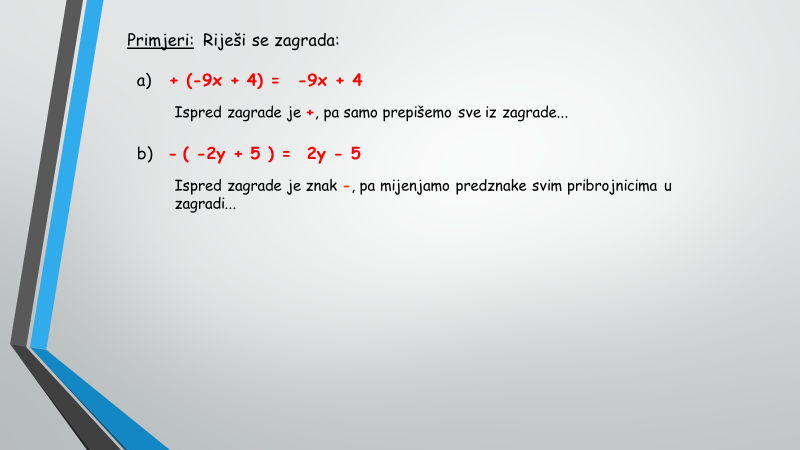 Primjeri: Riješi se zagrada:
a) + (-9x + 4) = -9x + 4
Ispred zagrade je +, pa samo prepišemo sve iz zagrade...
b) - ( -2y + 5 ) = 2y - 5
Ispred zagrade je znak -, pa mijenjamo predznake svim pribrojnicima u
zagradi...